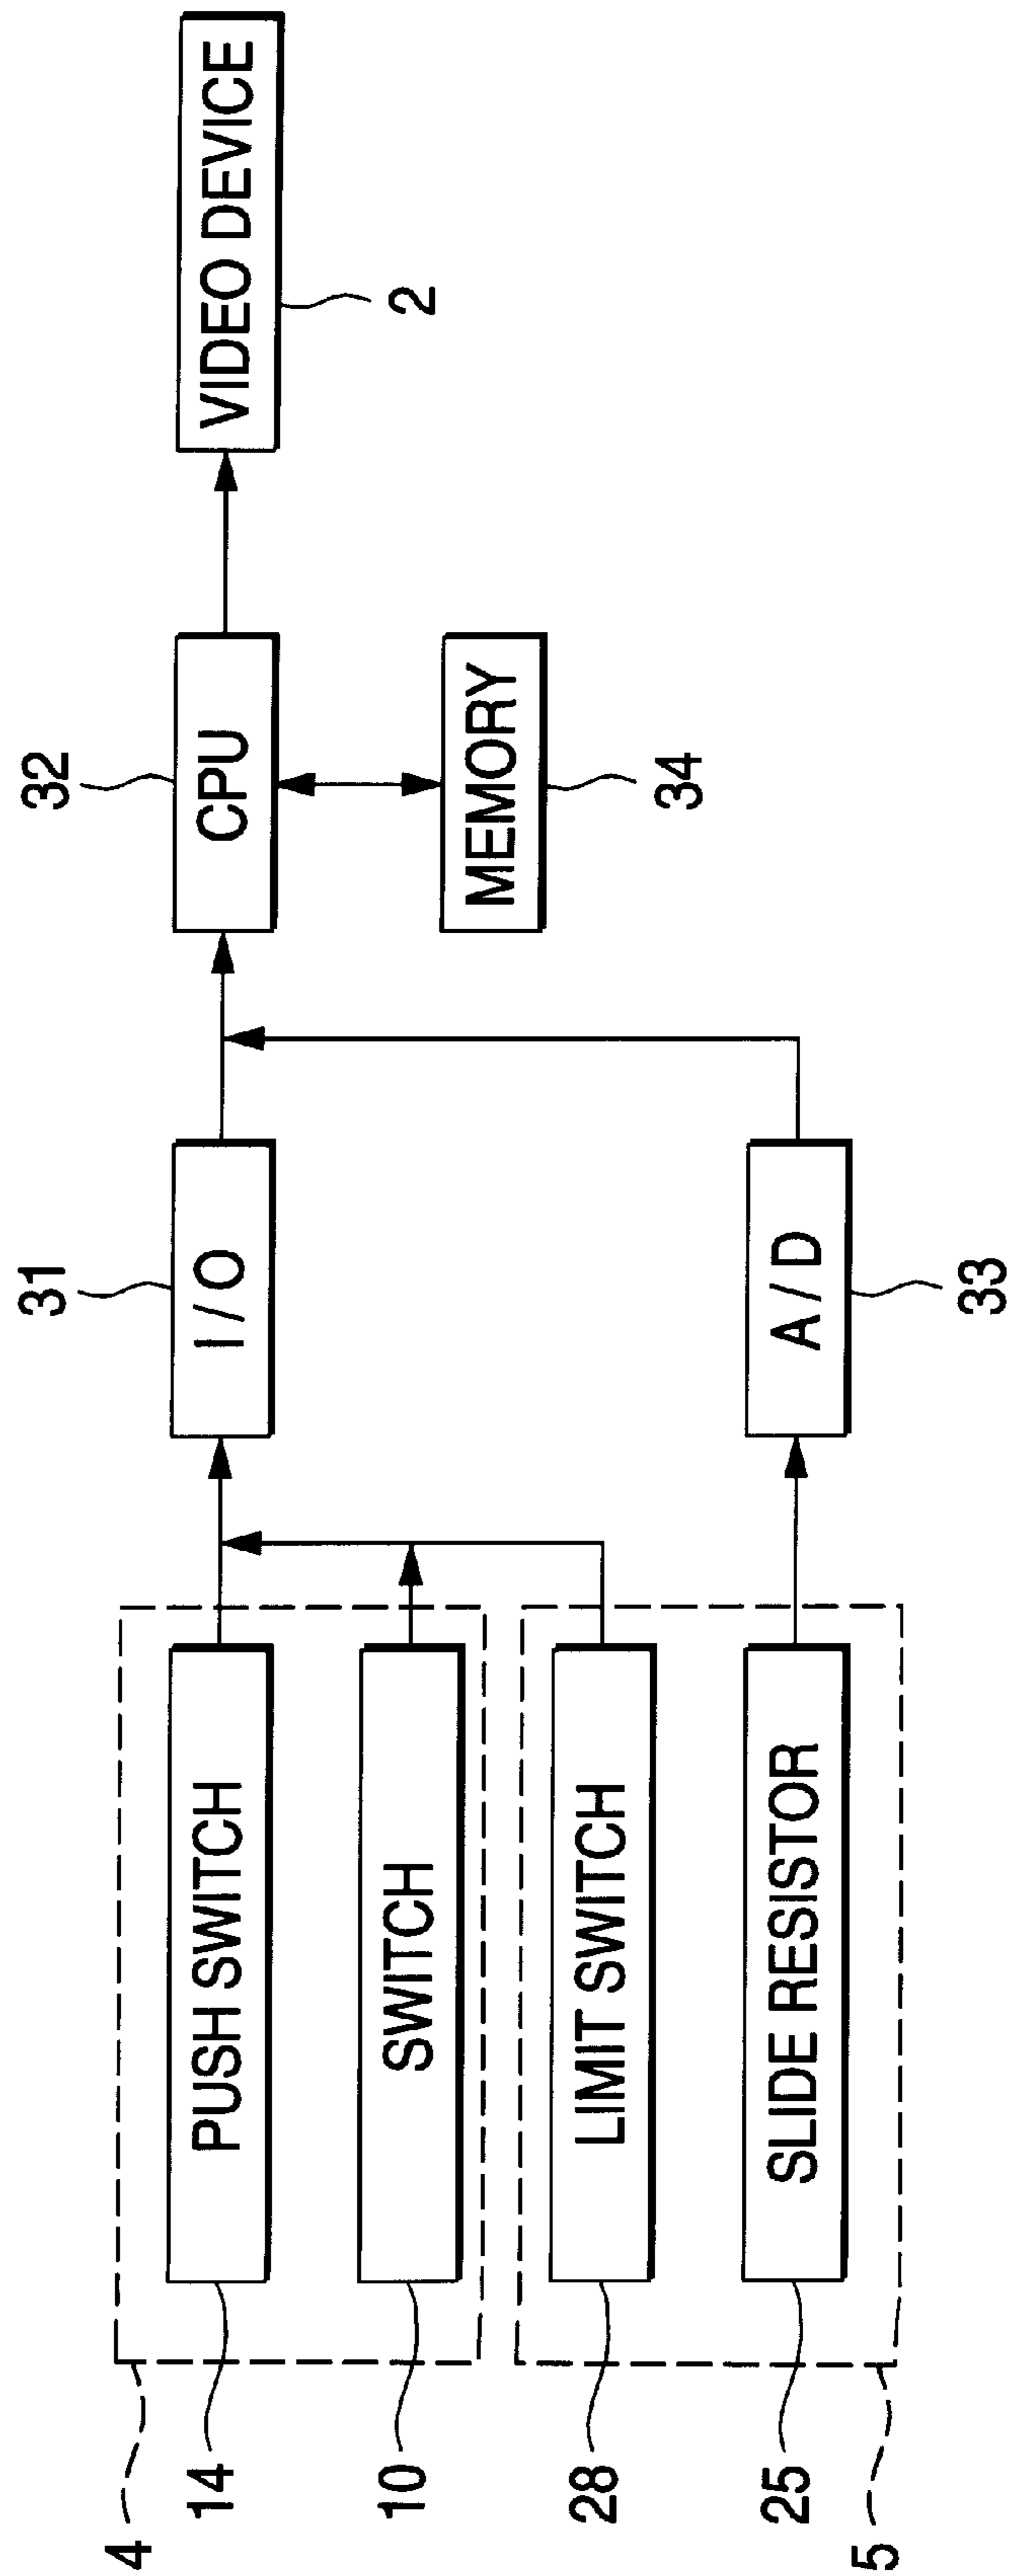 4
14
PUSH SWITCH
10
SWITCH
28
LIMIT SWITCH
25
SLIDE RESISTOR
5
31
I / O
A / D
33
32
CPU
MEMORY
34
VIDEO DEVICE
2